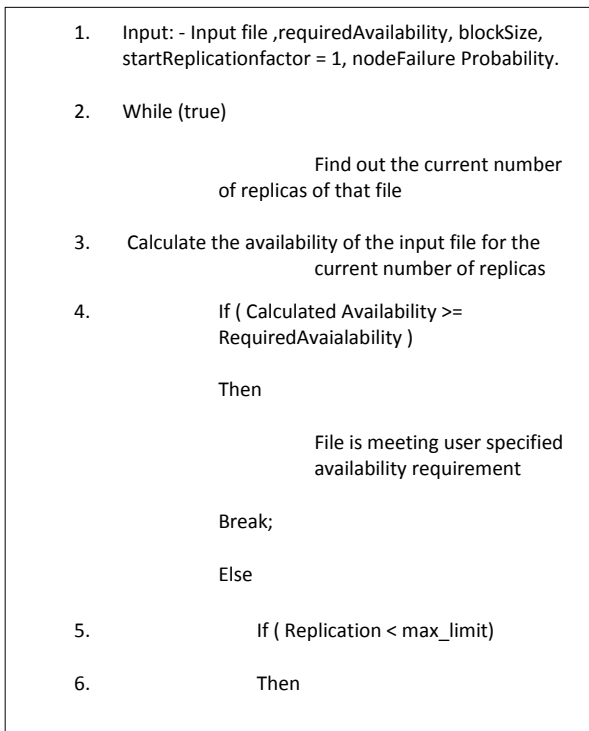 1. Input: - Input file ,requiredAvailability, blockSize,
startReplicationfactor = 1, nodeFailure Probability.
2. While (true)
Find out the current number
of replicas of that file
3. Calculate the availability of the input file for the
current number of replicas
4. If ( Calculated Availability >=
RequiredAvaialability )
Then
File is meeting user specified
availability requirement
Break;
Else
5. If ( Replication < max_limit)
6. Then